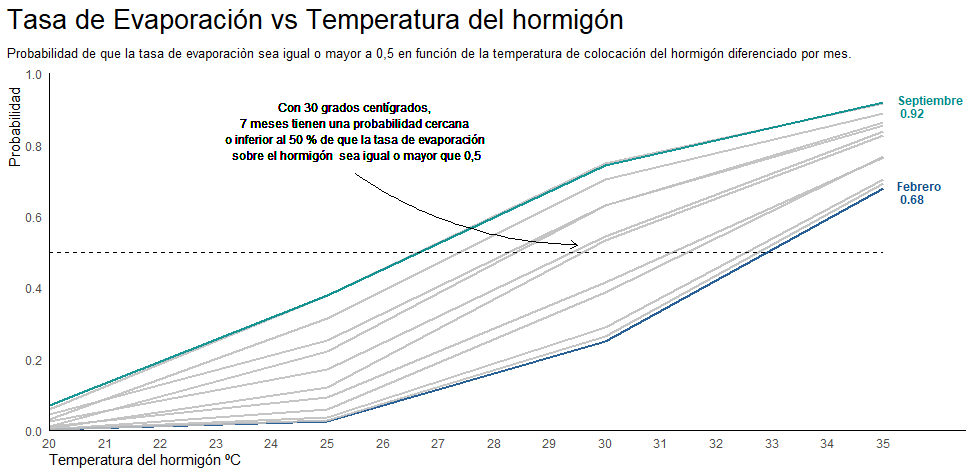 Tasa de Evaporación vs Temperatura del hormigón
Probabilidad de que la tasa de evaporaciòn sea igual o mayor a 0,5 en función de la temperatura de colocación del hormigón diferenciado por mes.
Probabilidad
1.0
0.8
0.6
0.4
0.2
0.0
Con 30 grados centígrados,
7 meses tienen una probabilidad cercana
o inferior al 50 % de que la tasa de evaporación
sobre el hormigón sea igual o mayor que 0,5
Septiembre
0.92
Febrero
0.68
20 21 22 23 24 25 26 27 28 29 30 31 32 33 34 35
Temperatura del hormigón ºC